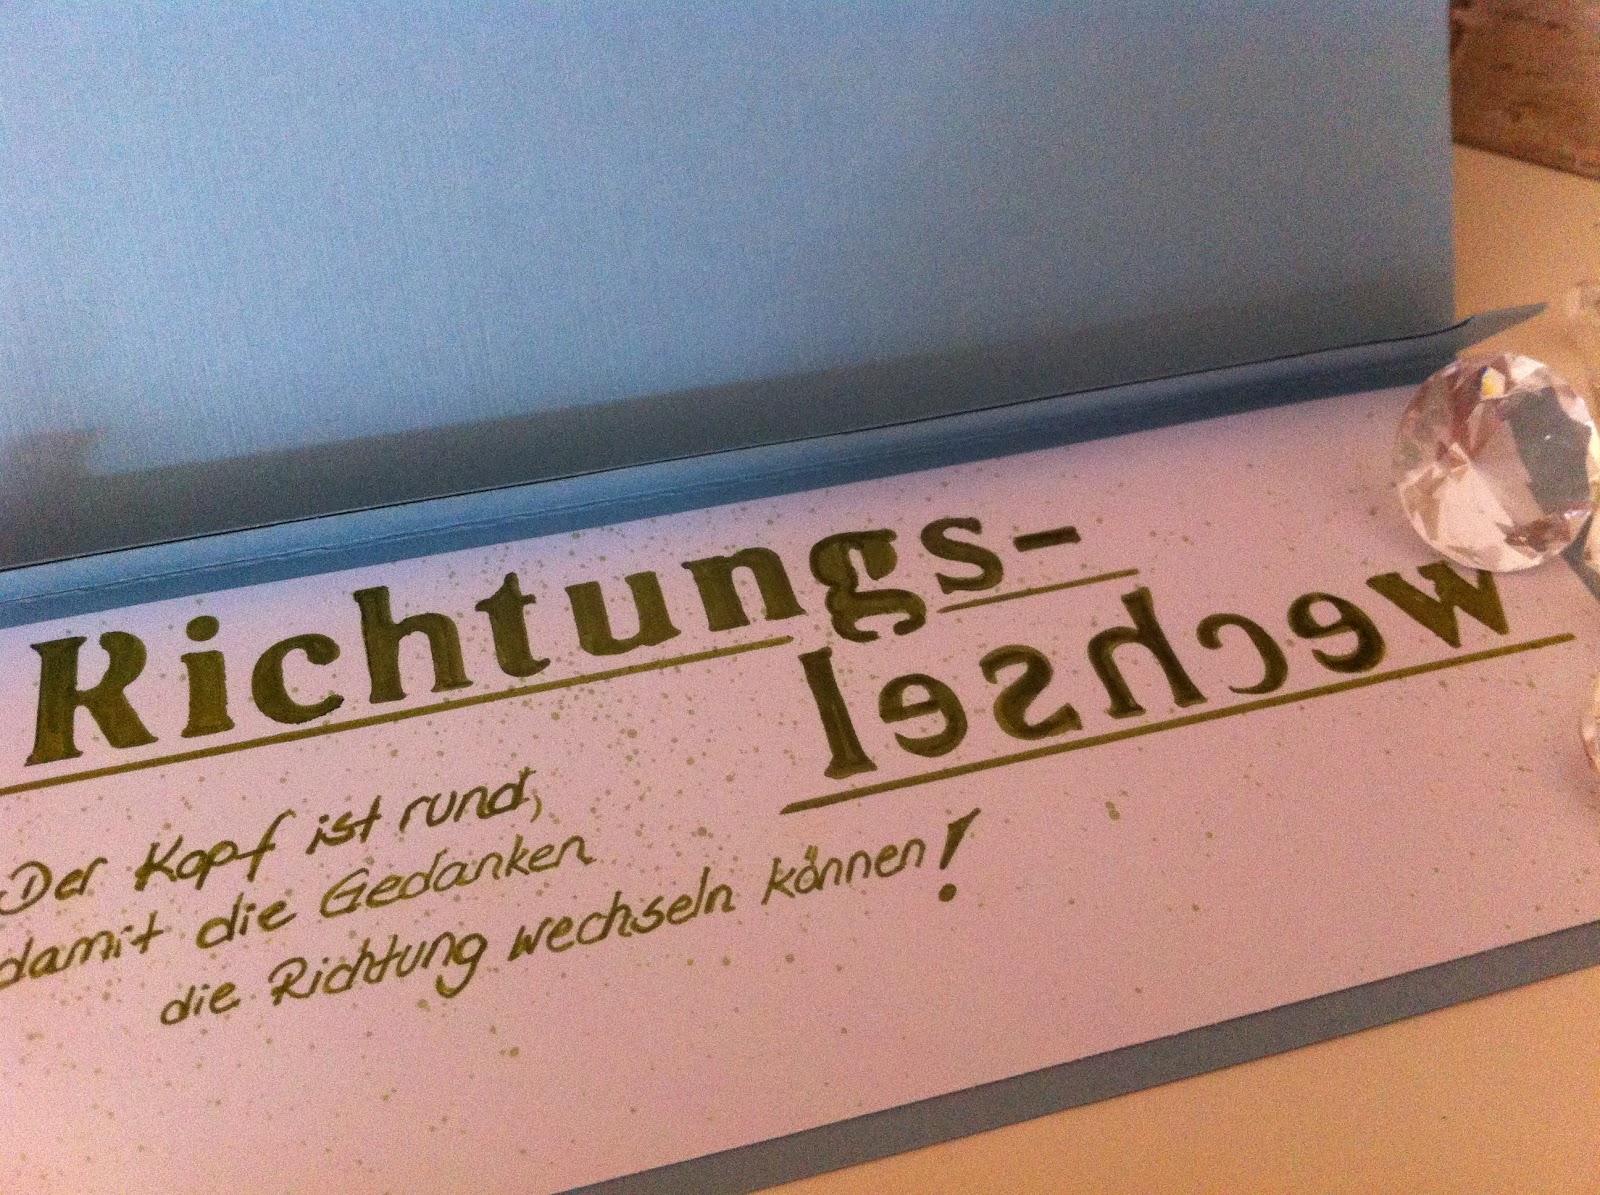 Richtungs-
wechsel
Der Kopf ist rund,
damit die Gedanken
die Richtung wechseln können!